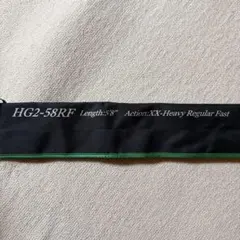 HG2-58RF Length:5'8" Action:XX-Heavy Regular Fast